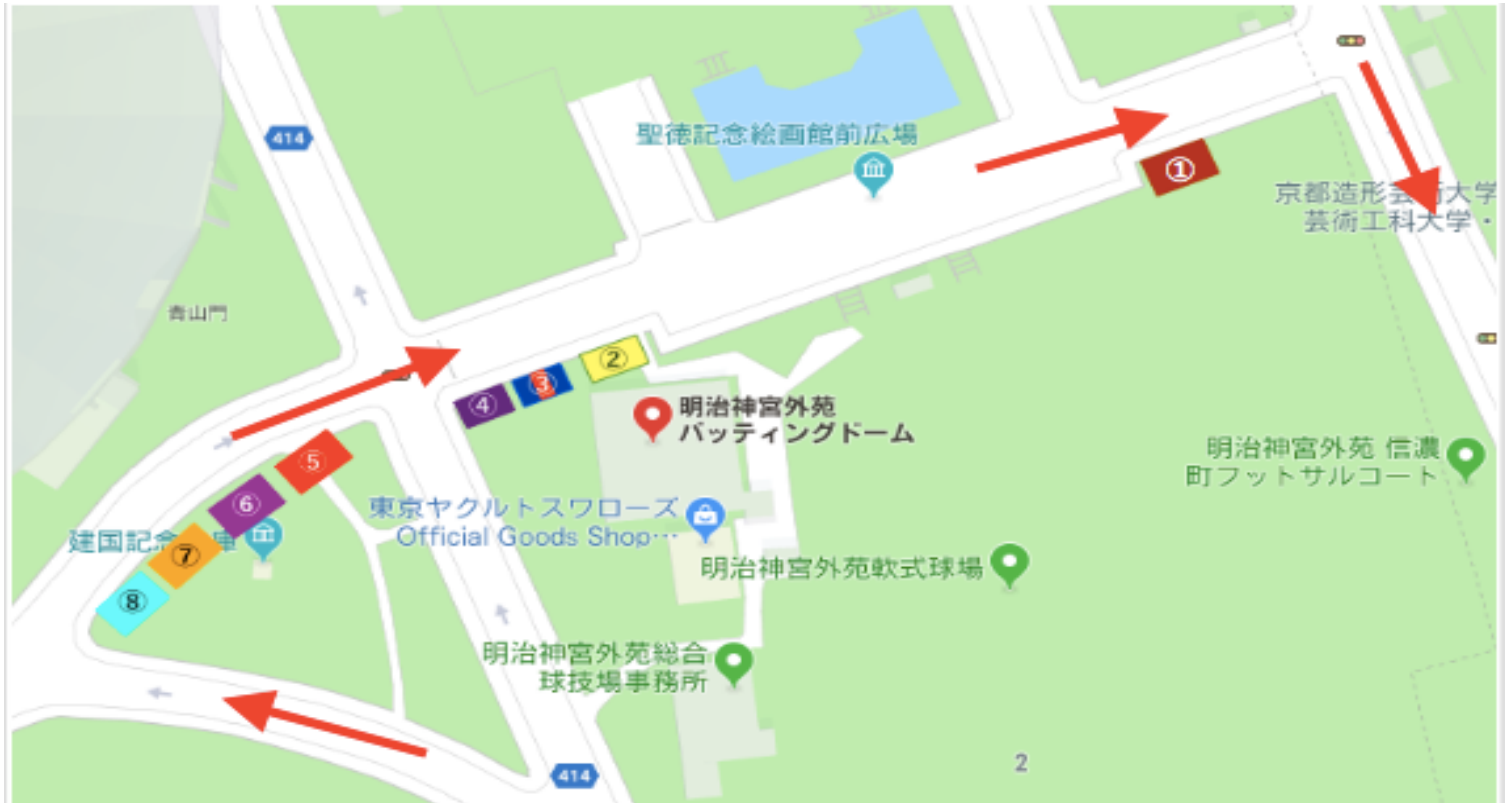 414
聖徳記念絵画館前広場
①
京都造形芸術大学
芸術工科大学・
青山門
②
③
④
明治神宮外苑
バッティングドーム
⑤
明治神宮外苑 信濃
町フットサルコート
⑥
東京ヤクルトスワローズ
Official Goods Shop…
建国記念 庫
⑦
明治神宮外苑軟式球場
⑧
明治神宮外苑総合
球技場事務所
2
414